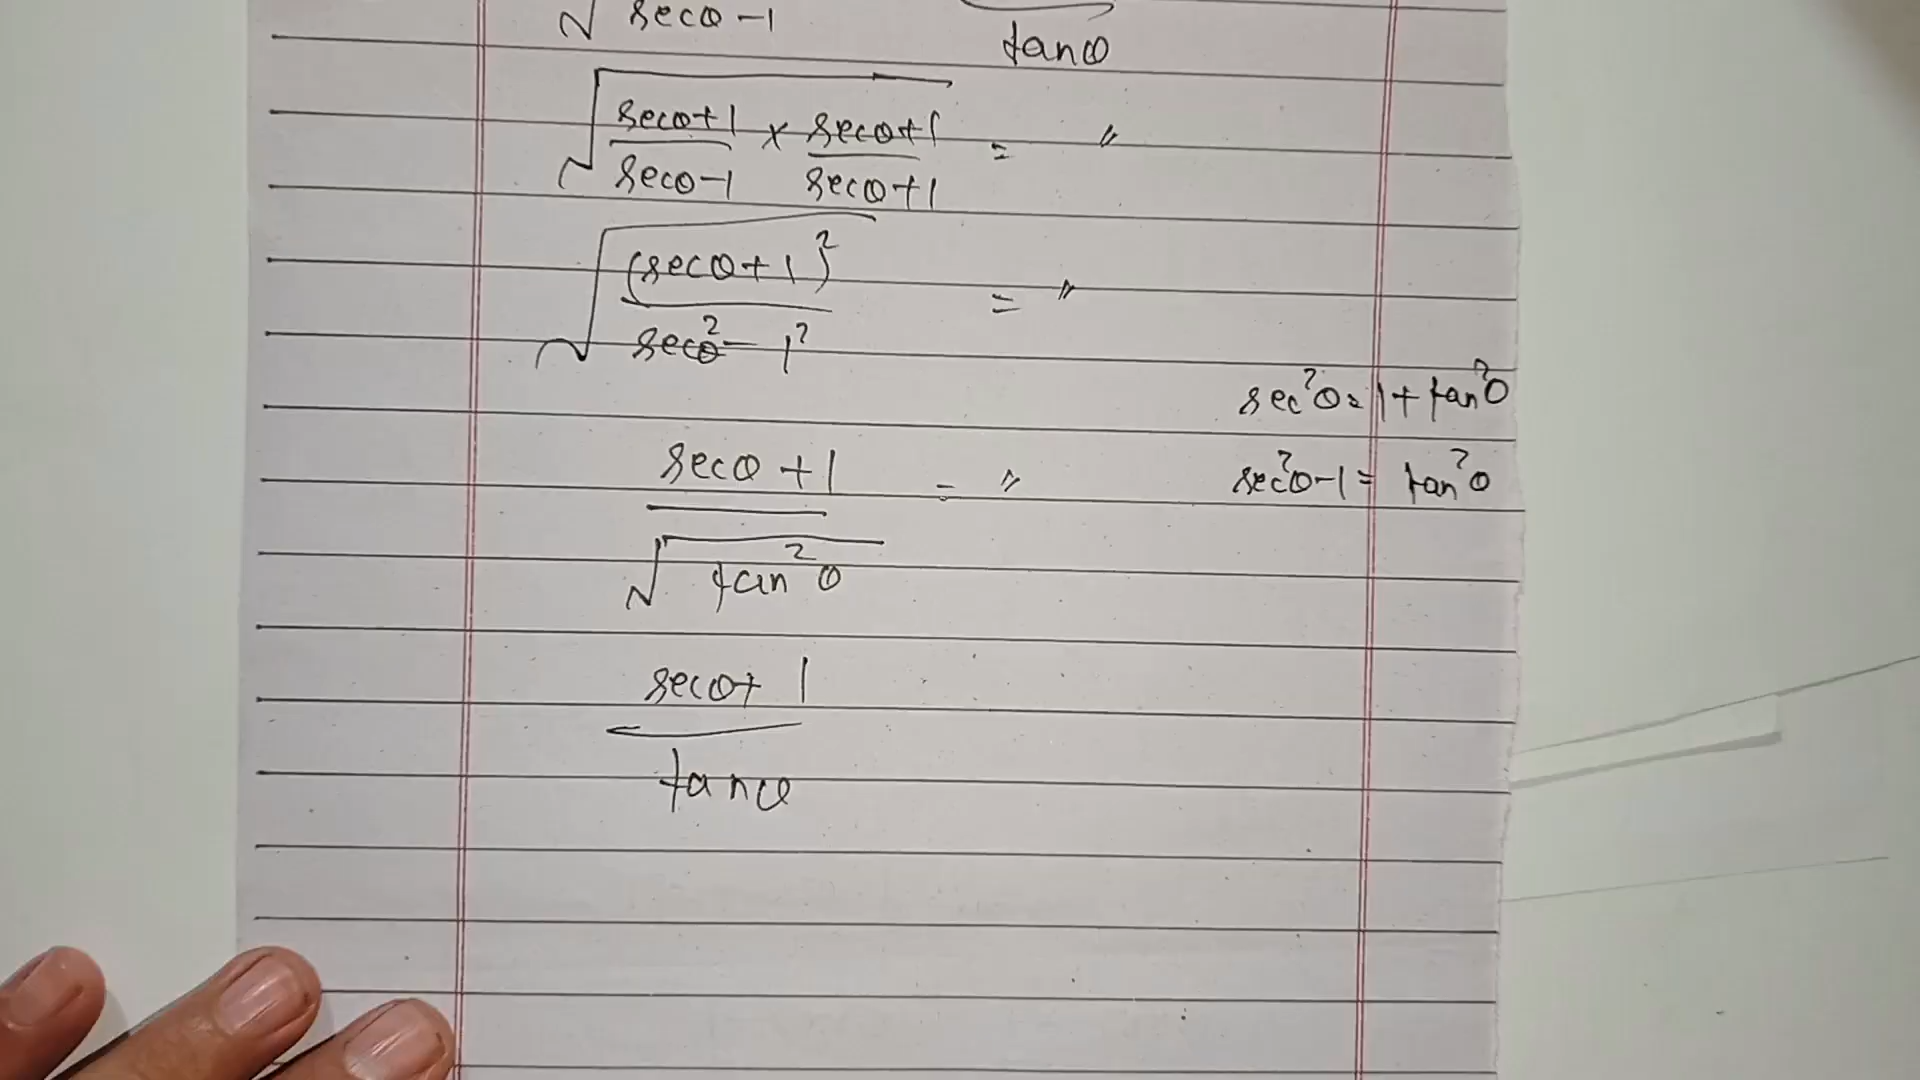 √ secθ - 1
tanθ
√ secθ+1 / secθ-1 × secθ+1 / secθ+1 = 〃
√ (secθ+1)² / sec²θ - 1² = 〃
sec²θ = 1 + tan²θ
secθ + 1 / √ tan²θ = 〃
sec²θ - 1 = tan²θ
secθ + 1 / tanθ